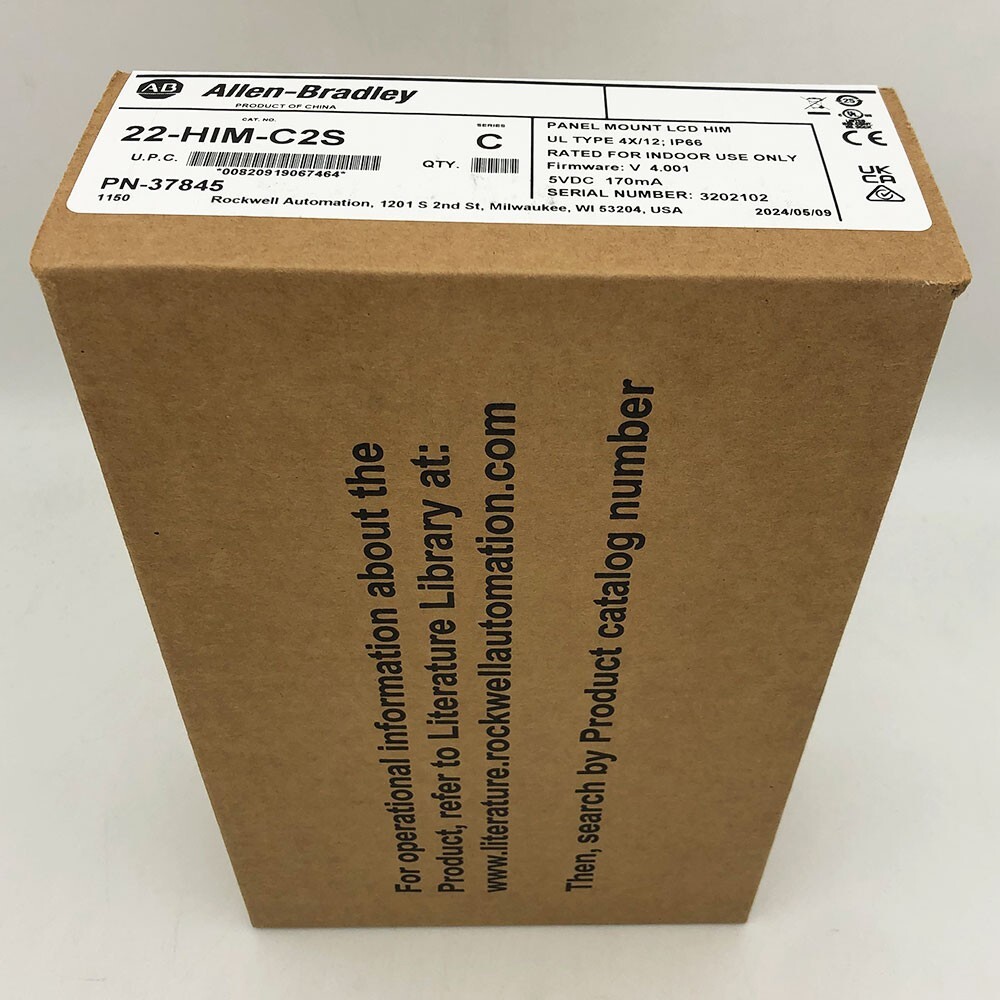 AB Allen-Bradley
PRODUCT OF CHINA
CAT. NO.
22-HIM-C2S
SERIES
C
U.P.C.
*00820919067464*
QTY.
PN-37845
1150
Rockwell Automation, 1201 S 2nd St, Milwaukee, WI 53204, USA
PANEL MOUNT LCD HIM
UL TYPE 4X/12; IP66
RATED FOR INDOOR USE ONLY
Firmware: V 4.001
5VDC 170mA
SERIAL NUMBER: 3202102
2024/05/09
25
CE
UK
CA
For operational information about the
Product, refer to Literature Library at:
www.literature.rockwellautomation.com
Then, search by Product catalog number